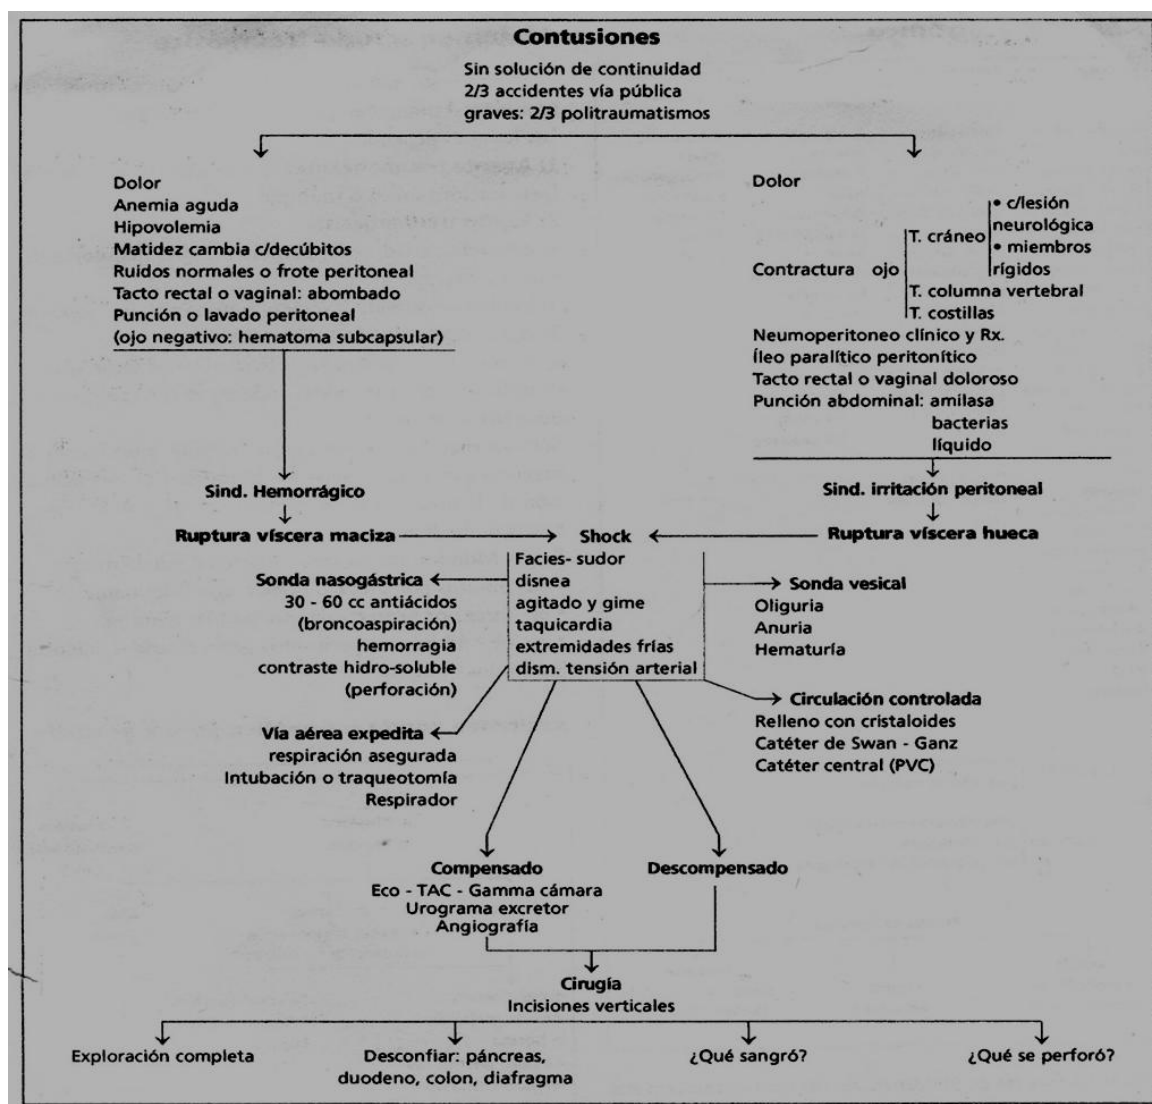 Contusiones
Sin solución de continuidad
2/3 accidentes vía pública
graves: 2/3 politraumatismos
Dolor
Anemia aguda
Hipovolemia
Matidez cambia c/decúbitos
Ruidos normales o frote peritoneal
Tacto rectal o vaginal: abombado
Punción o lavado peritoneal
(ojo negativo: hematoma subcapsular)
Sind. Hemorrágico
Ruptura víscera maciza
Dolor
Contractura ojo
T. cráneo
• c/lesión
neurológica
• miembros
rígidos
T. columna vertebral
T. costillas
Neumoperitoneo clínico y Rx.
Íleo paralítico peritonítico
Tacto rectal o vaginal doloroso
Punción abdominal: amilasa
bacterias
líquido
Sind. irritación peritoneal
Ruptura víscera hueca
Shock
Facies- sudor
disnea
agitado y gime
taquicardia
extremidades frías
dism. tensión arterial
Sonda nasogástrica
30 - 60 cc antiácidos
(broncoaspiración)
hemorragia
contraste hidro-soluble
(perforación)
Vía aérea expedita
respiración asegurada
Intubación o traqueotomía
Respirador
Sonda vesical
Oliguria
Anuria
Hematuría
Circulación controlada
Relleno con cristaloides
Catéter de Swan - Ganz
Catéter central (PVC)
Compensado
Eco - TAC - Gamma cámara
Urograma excretor
Angiografía
Descompensado
Cirugía
Incisiones verticales
Exploración completa
Desconfiar: páncreas,
duodeno, colon, diafragma
¿Qué sangró?
¿Qué se perforó?